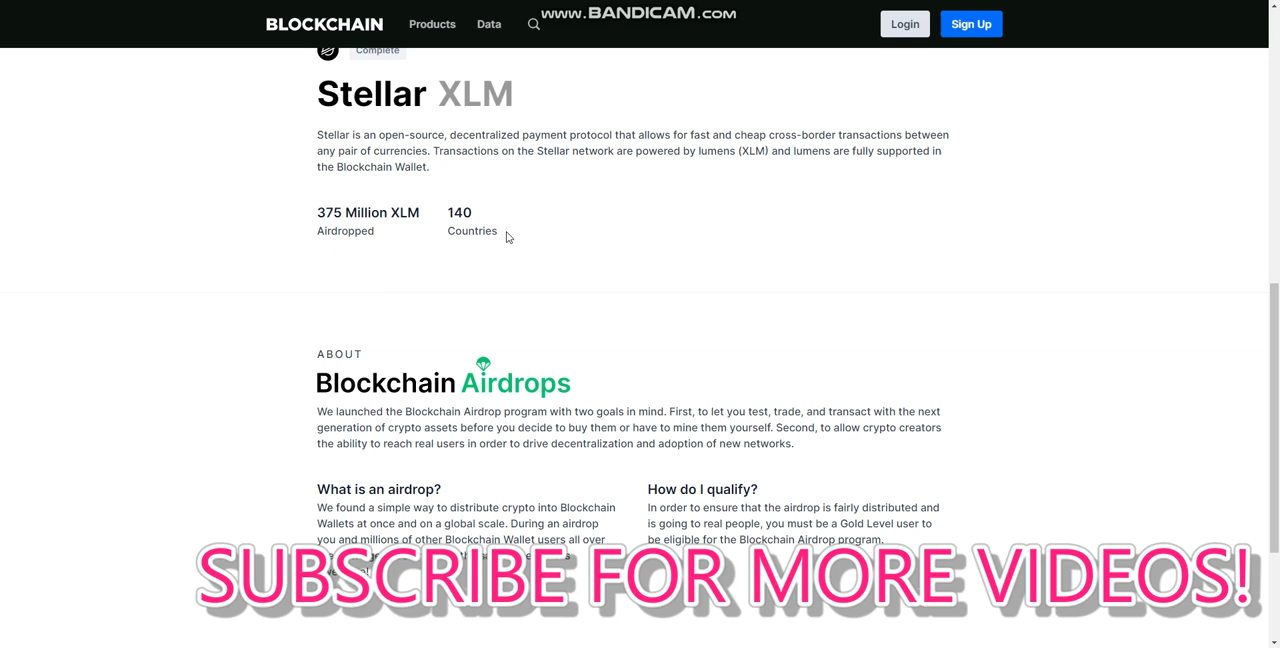 BLOCKCHAIN Products Data Login Sign Up
www.BANDICAM.com
Complete
Stellar XLM
Stellar is an open-source, decentralized payment protocol that allows for fast and cheap cross-border transactions between
any pair of currencies. Transactions on the Stellar network are powered by lumens (XLM) and lumens are fully supported in
the Blockchain Wallet.
375 Million XLM
Airdropped
140
Countries
ABOUT
Blockchain Airdrops
We launched the Blockchain Airdrop program with two goals in mind. First, to let you test, trade, and transact with the next
generation of crypto assets before you decide to buy them or have to mine them yourself. Second, to allow crypto creators
the ability to reach real users in order to drive decentralization and adoption of new networks.
What is an airdrop?
We found a simple way to distribute crypto into Blockchain
Wallets at once and on a global scale. During an airdrop
you and millions of other Blockchain Wallet users all over
How do I qualify?
In order to ensure that the airdrop is fairly distributed and
is going to real people, you must be a Gold Level user to
be eligible for the Blockchain Airdrop program.
SUBSCRIBE FOR MORE VIDEOS!